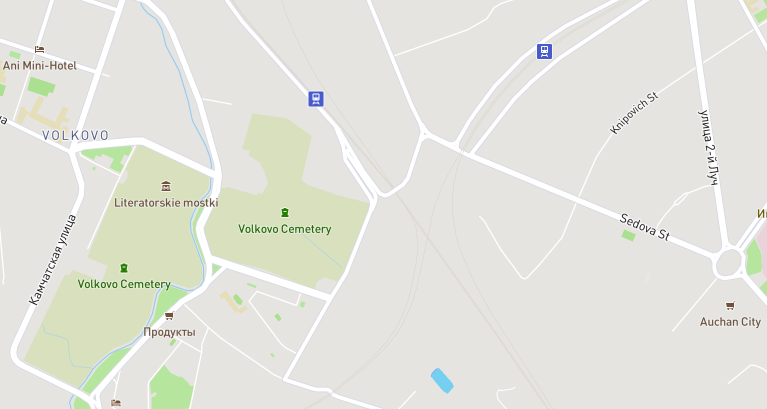 Ani Mini-Hotel
VOLKOVO
Knipovich St
улица 2-й Луч
Literatorskie mostki
Volkovo Cemetery
Sedova St
Камчатская улица
Volkovo Cemetery
Продукты
Auchan City